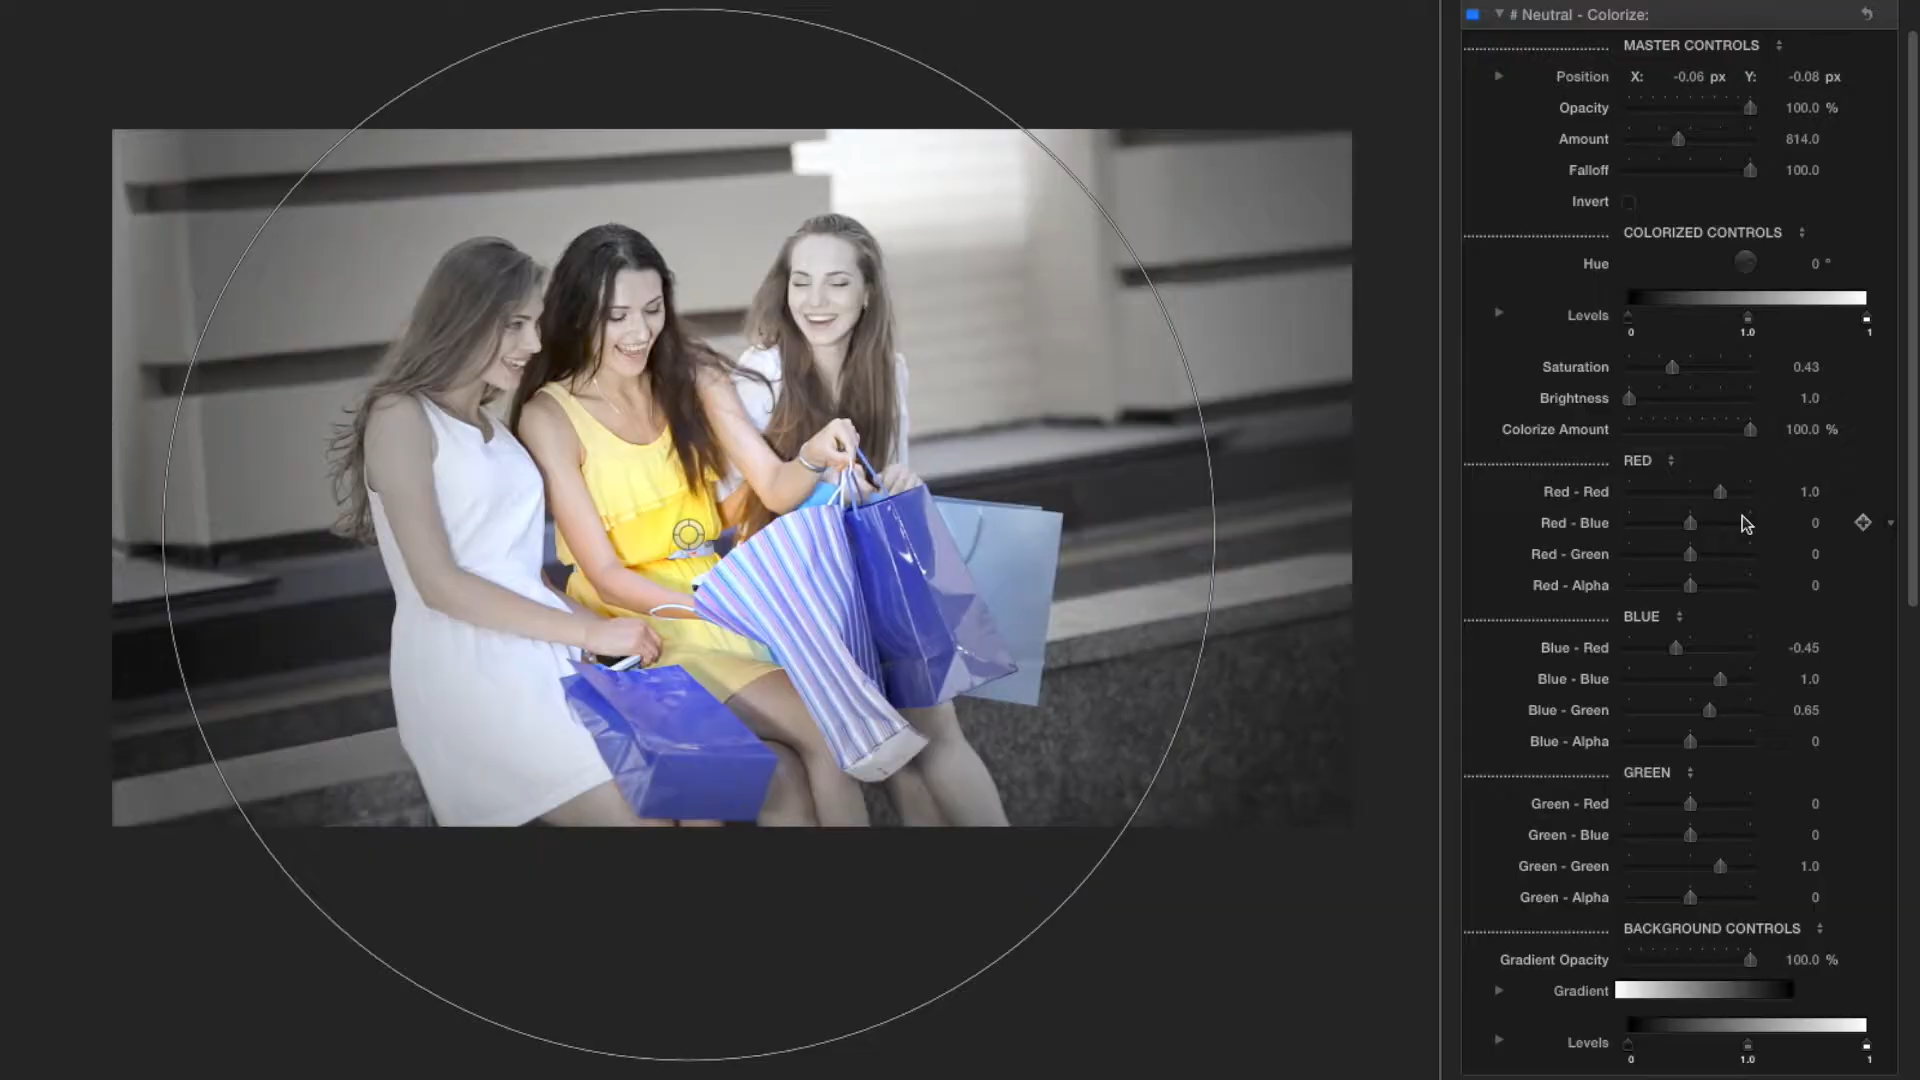 # Neutral - Colorize:
MASTER CONTROLS
Position X: -0.06 px Y: -0.08 px
Opacity 100.0 %
Amount 814.0
Falloff 100.0
Invert
COLORIZED CONTROLS
Hue 0 °
Levels
0 1.0 1
Saturation 0.43
Brightness 1.0
Colorize Amount 100.0 %
RED
Red - Red 1.0
Red - Blue 0
Red - Green 0
Red - Alpha 0
BLUE
Blue - Red -0.45
Blue - Blue 1.0
Blue - Green 0.65
Blue - Alpha 0
GREEN
Green - Red 0
Green - Blue 0
Green - Green 1.0
Green - Alpha 0
BACKGROUND CONTROLS
Gradient Opacity 100.0 %
Gradient
Levels
0 1.0 1